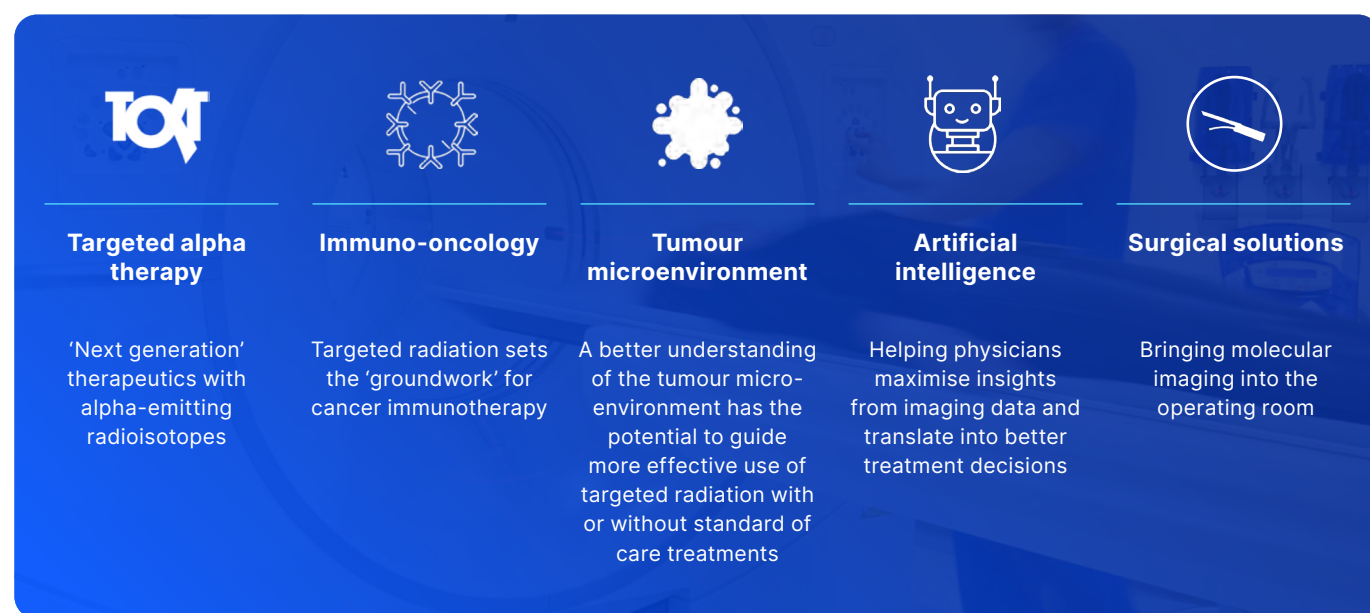 TAT
Targeted alpha
therapy
'Next generation'
therapeutics with
alpha-emitting
radioisotopes
Immuno-oncology
Targeted radiation sets
the 'groundwork' for
cancer immunotherapy
Tumour
microenvironment
A better understanding
of the tumour micro-
environment has the
potential to guide
more effective use of
targeted radiation with
or without standard of
care treatments
Artificial
intelligence
Helping physicians
maximise insights
from imaging data and
translate into better
treatment decisions
Surgical solutions
Bringing molecular
imaging into the
operating room